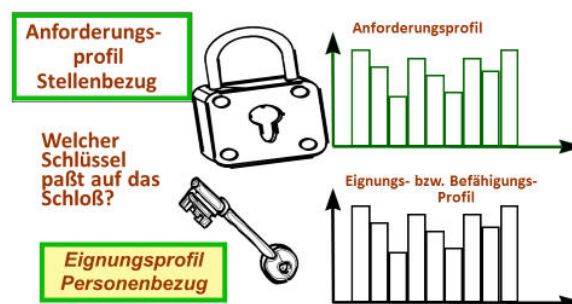 Anforderungs-
profil
Stellenbezug
Anforderungsprofil
Welcher
Schlüssel
paßt auf das
Schloß?
Eignungs- bzw. Befähigungs-
Profil
Eignungsprofil
Personenbezug